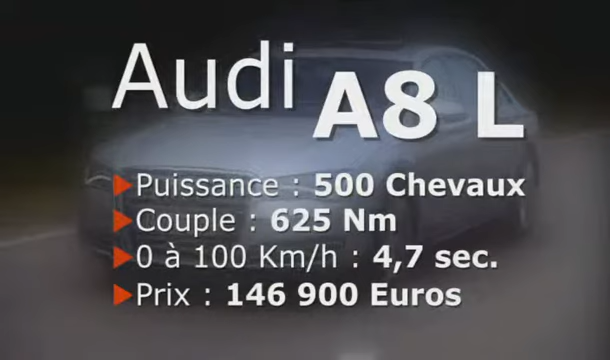 Audi A8 L
Puissance : 500 Chevaux
Couple : 625 Nm
0 à 100 Km/h : 4,7 sec.
Prix : 146 900 Euros